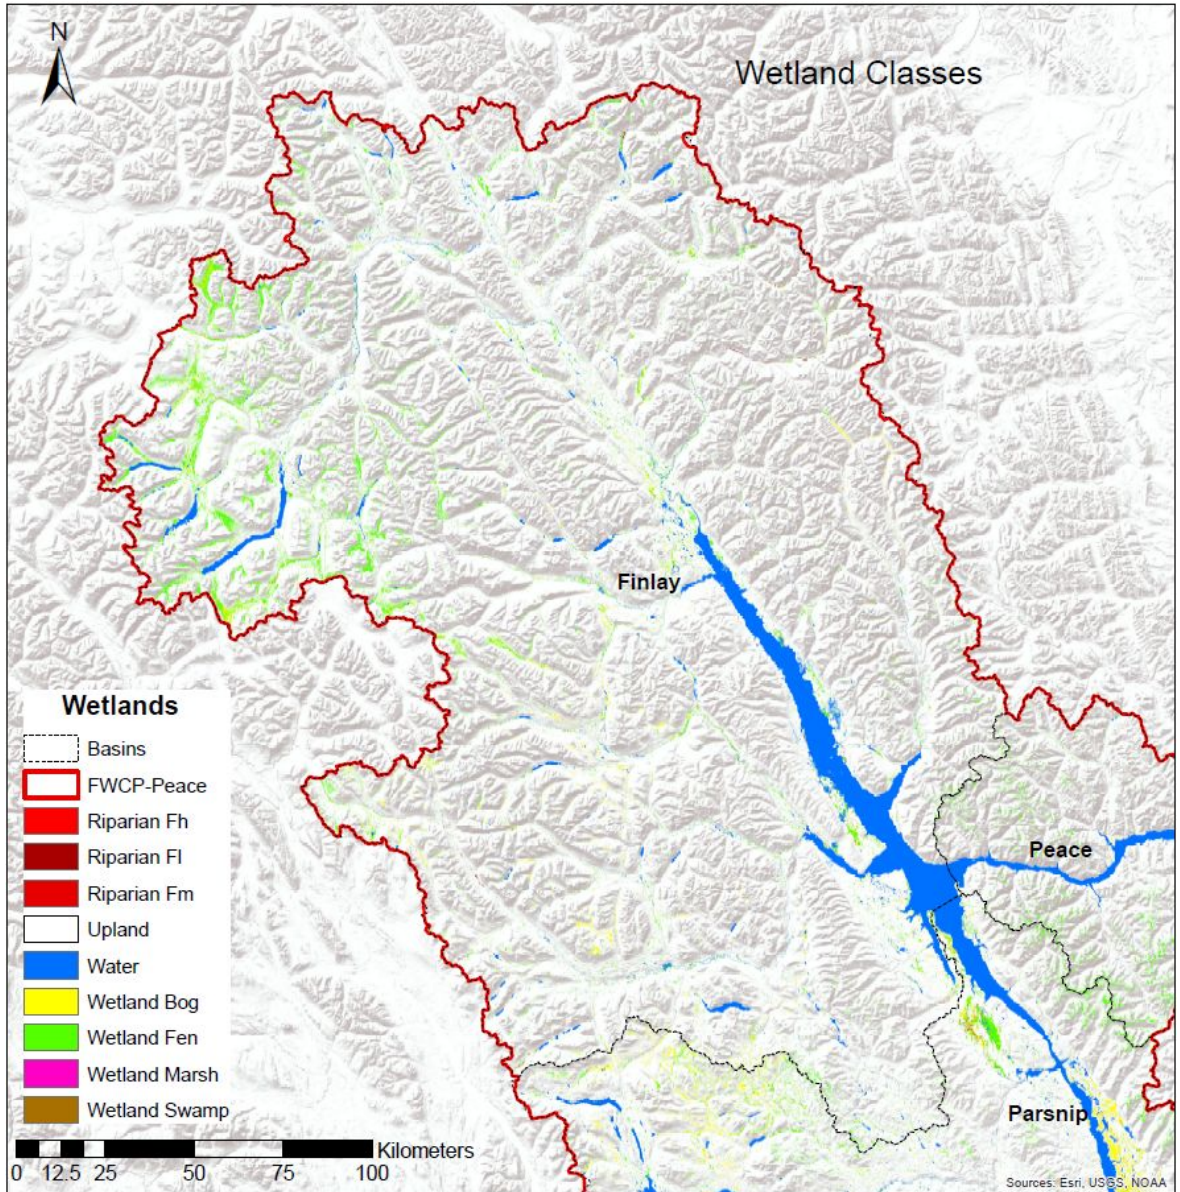 N
Wetland Classes
Finlay
Peace
Parsnip
Wetlands
Basins
FWCP-Peace
Riparian Fh
Riparian Fl
Riparian Fm
Upland
Water
Wetland Bog
Wetland Fen
Wetland Marsh
Wetland Swamp
Kilometers
0 12.5 25 50 75 100
Sources: Esri, USGS, NOAA